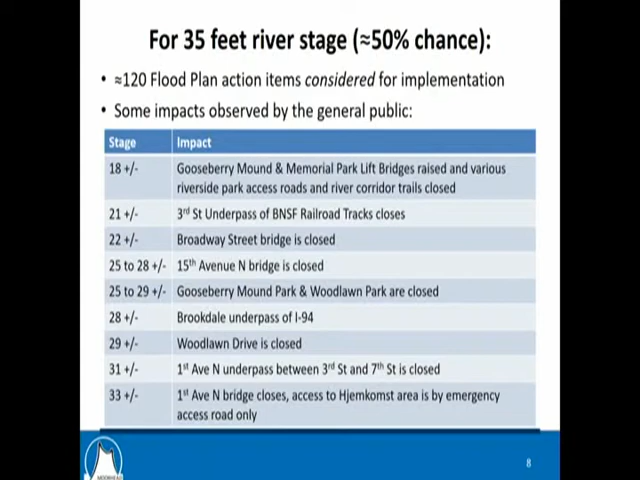 For 35 feet river stage (≈50% chance):
• ≈120 Flood Plan action items considered for implementation
• Some impacts observed by the general public:
Stage Impact
18 +/- Gooseberry Mound & Memorial Park Lift Bridges raised and various
riverside park access roads and river corridor trails closed
21 +/- 3rd St Underpass of BNSF Railroad Tracks closes
22 +/- Broadway Street bridge is closed
25 to 28 +/- 15th Avenue N bridge is closed
25 to 29 +/- Gooseberry Mound Park & Woodlawn Park are closed
28 +/- Brookdale underpass of I-94
29 +/- Woodlawn Drive is closed
31 +/- 1st Ave N underpass between 3rd St and 7th St is closed
33 +/- 1st Ave N bridge closes, access to Hjemkomst area is by emergency
access road only
MOORHEAD
8